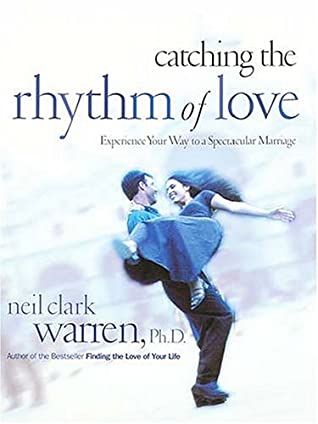 catching the
rhythm of love
Experience Your Way to a Spectacular Marriage
neil clark
warren, Ph.D.
Author of the Bestseller Finding the Love of Your Life